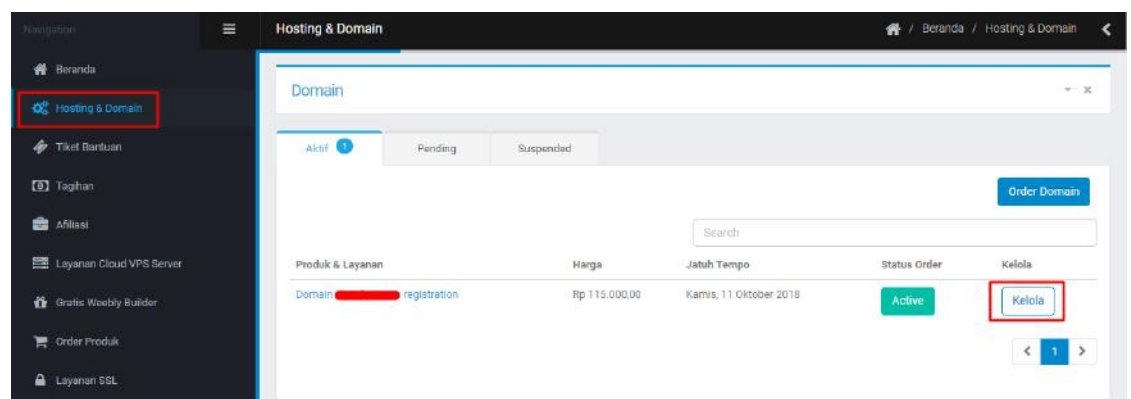 Navigation
Hosting & Domain
Beranda / Hosting & Domain
Beranda
Hosting & Domain
Tiket Bantuan
Tagihan
Afiliasi
Layanan Cloud VPS Server
Gratis Weebly Builder
Order Produk
Layanan SSL
Domain
Aktif 1
Pending
Suspended
Order Domain
Search
Produk & Layanan Harga Jatuh Tempo Status Order Kelola
Domain registration Rp 115.000,00 Kamis, 11 Oktober 2018 Active Kelola
1